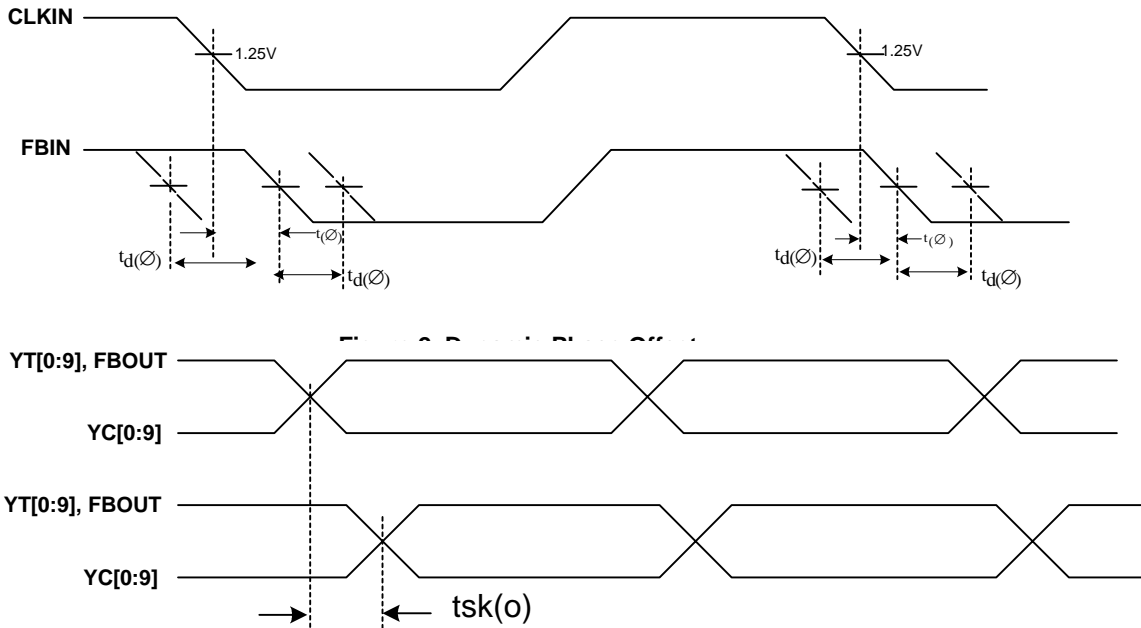 CLKIN
1.25V
1.25V
FBIN
t(∅)
t(∅)
td(∅)
td(∅)
td(∅)
td(∅)
YT[0:9], FBOUT
YC[0:9]
YT[0:9], FBOUT
YC[0:9]
tsk(o)